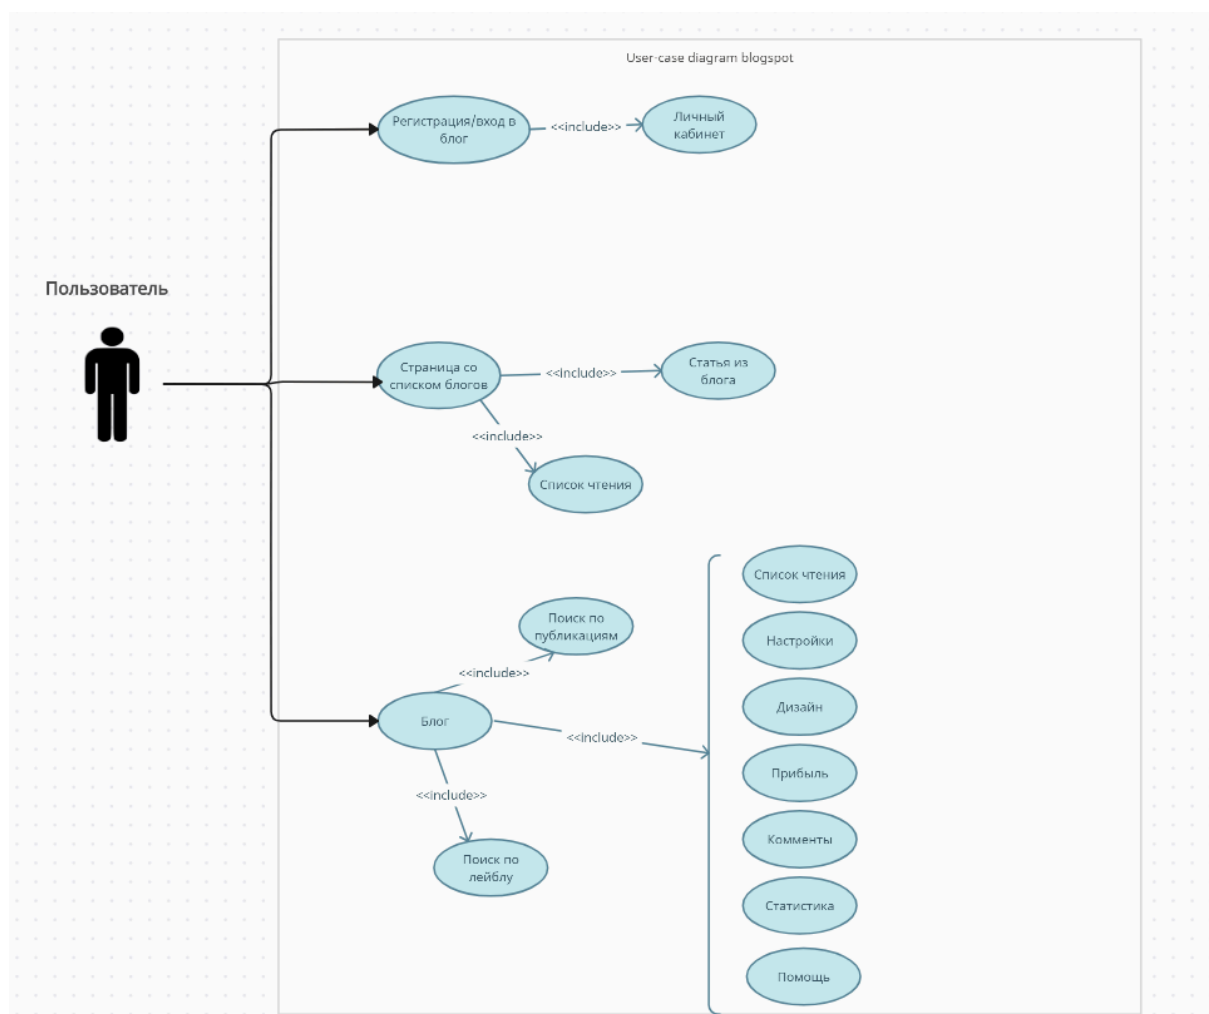 User-case diagram blogspot
Регистрация/вход в
блог
<<include>>
Личный
кабинет
Пользователь
Страница со
списком блогов
<<include>>
Статья из
блога
<<include>>
Список чтения
Поиск по
публикациям
<<include>>
Блог
<<include>>
<<include>>
Поиск по
лейблу
Список чтения
Настройки
Дизайн
Прибыль
Комменты
Статистика
Помощь